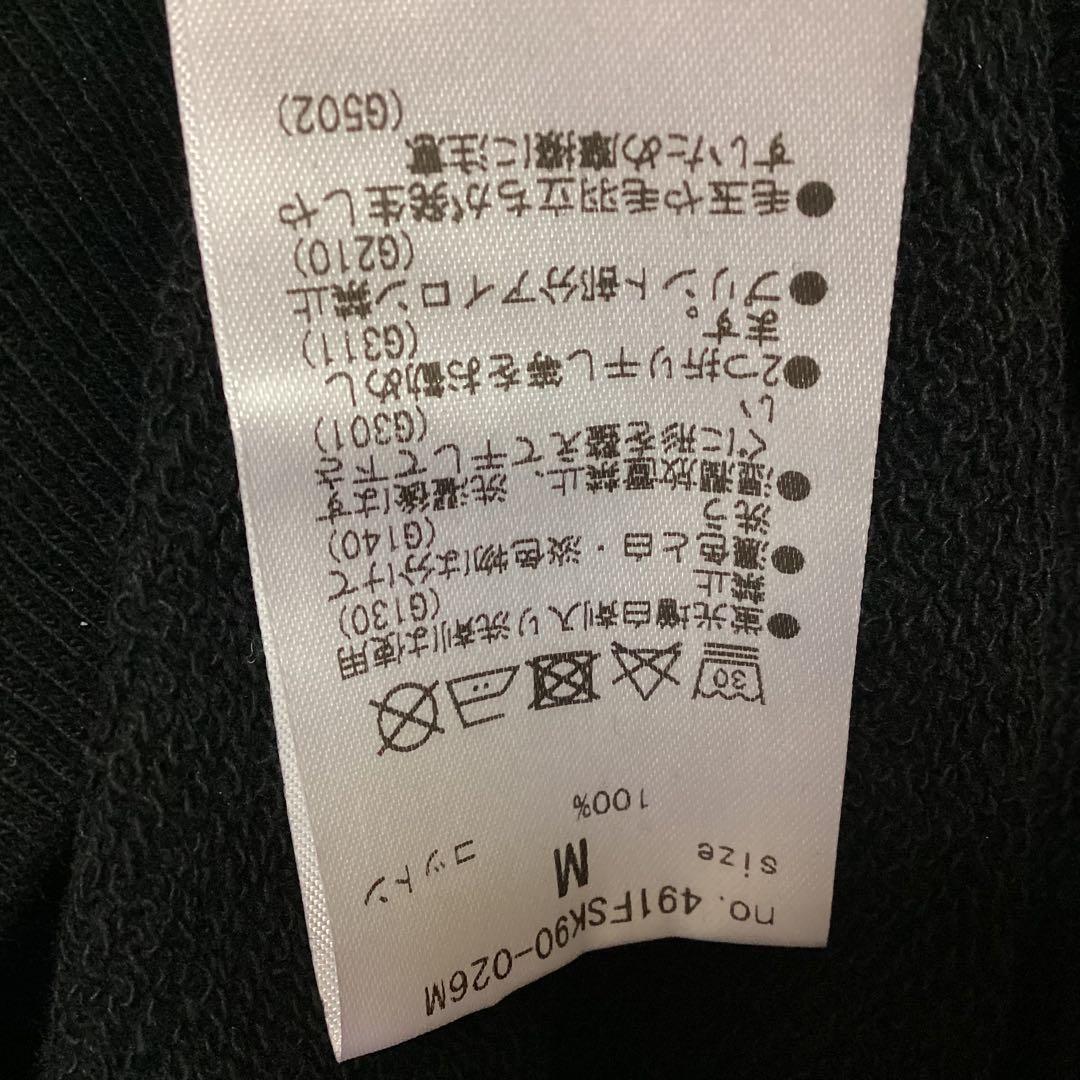 no. 491FSK90-026M
size M
コットン 100%
30
●蛍光増白剤入り洗剤は使用
禁止 (G130)
●濃色と白・淡色物は分けて
洗う (G140)
●湿潤放置禁止、洗濯後はす
ぐに形を整えて干して下さ
い (G301)
●2つ折り干し等をお勧めし
ます。 (G311)
●プリント部分アイロン禁止
(G210)
●毛玉や毛羽立ちが発生しや
すいため摩擦に注意
(G502)